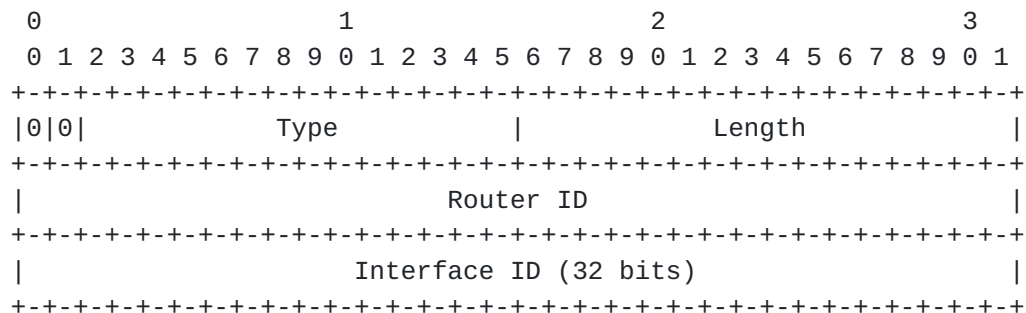 0                   1                   2                   3
 0 1 2 3 4 5 6 7 8 9 0 1 2 3 4 5 6 7 8 9 0 1 2 3 4 5 6 7 8 9 0 1
+-+-+-+-+-+-+-+-+-+-+-+-+-+-+-+-+-+-+-+-+-+-+-+-+-+-+-+-+-+-+-+-+
|0|0|            Type           |            Length             |
+-+-+-+-+-+-+-+-+-+-+-+-+-+-+-+-+-+-+-+-+-+-+-+-+-+-+-+-+-+-+-+-+
|                           Router ID                           |
+-+-+-+-+-+-+-+-+-+-+-+-+-+-+-+-+-+-+-+-+-+-+-+-+-+-+-+-+-+-+-+-+
|                     Interface ID (32 bits)                    |
+-+-+-+-+-+-+-+-+-+-+-+-+-+-+-+-+-+-+-+-+-+-+-+-+-+-+-+-+-+-+-+-+